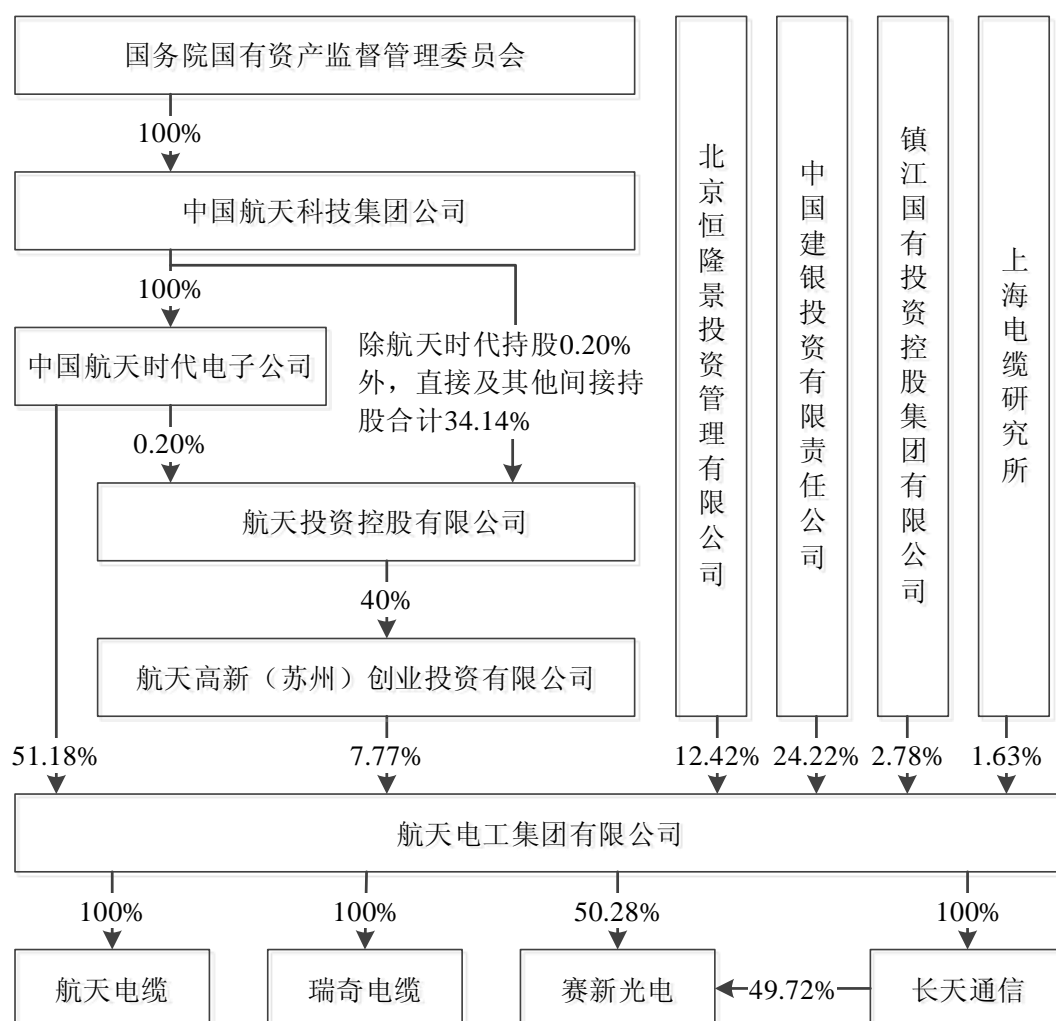 国务院国有资产监督管理委员会
100%
中国航天科技集团公司
100%
中国航天时代电子公司
除航天时代持股0.20%
外，直接及其他间接持
股合计34.14%
0.20%
航天投资控股有限公司
40%
航天高新（苏州）创业投资有限公司
北京恒隆景投资管理有限公司
中国建银投资有限责任公司
镇江国有投资控股集团有限公司
上海电缆研究所
51.18%
7.77%
12.42%
24.22%
2.78%
1.63%
航天电工集团有限公司
100%
100%
50.28%
100%
航天电缆
瑞奇电缆
赛新光电
49.72%
长天通信